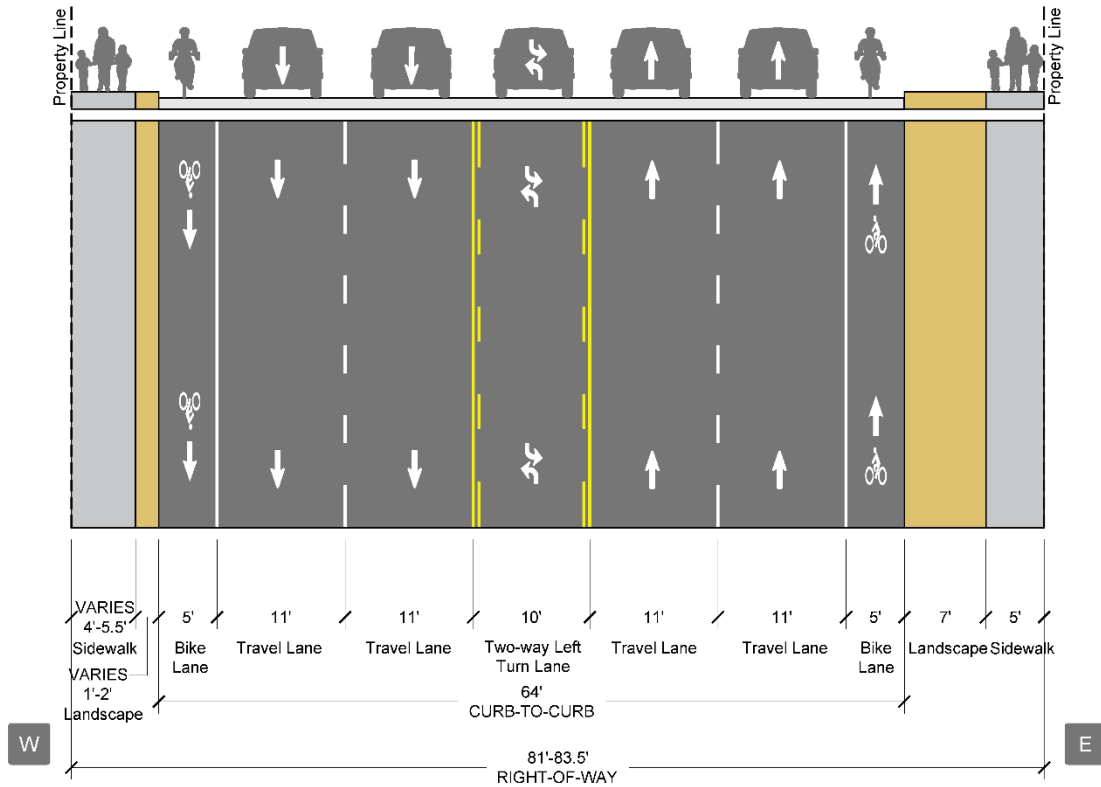 Property Line
Property Line
VARIES
4'-5.5'
Sidewalk
VARIES
1'-2'
Landscape
5'
Bike
Lane
11'
Travel Lane
11'
Travel Lane
10'
Two-way Left
Turn Lane
11'
Travel Lane
11'
Travel Lane
5'
Bike
Lane
7'
Landscape
5'
Sidewalk
64'
CURB-TO-CURB
W
E
81'-83.5'
RIGHT-OF-WAY